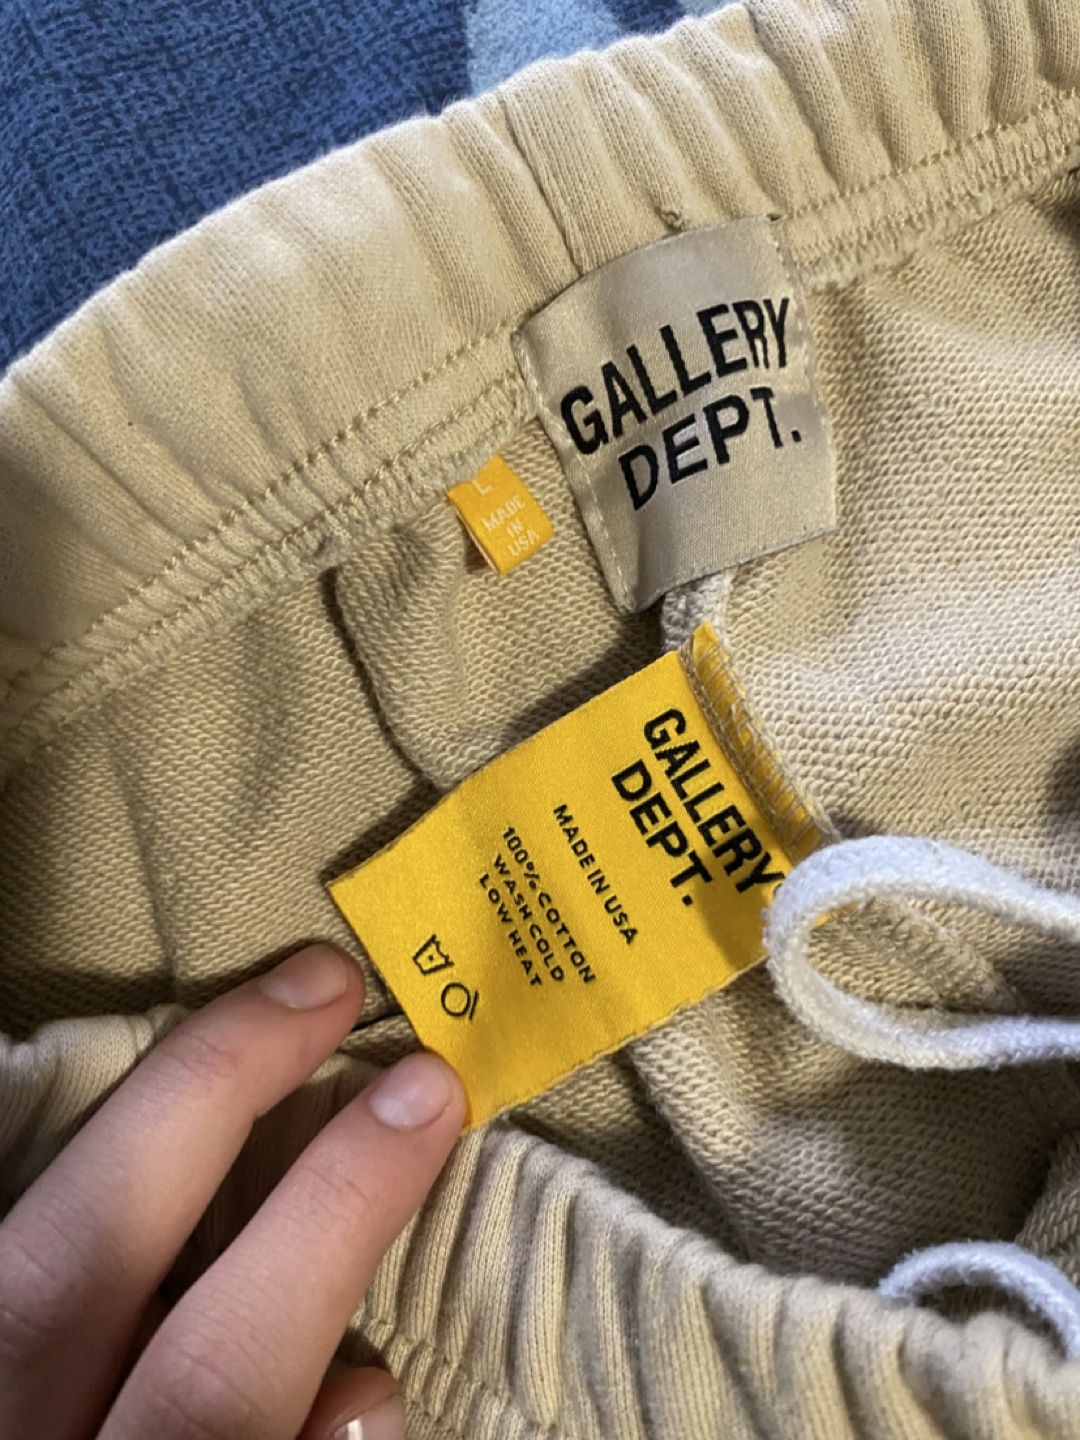 GALLERY
DEPT.
L
MADE
IN
USA
GALLERY
DEPT.
MADE IN USA
100% COTTON
WASH COLD
LOW HEAT